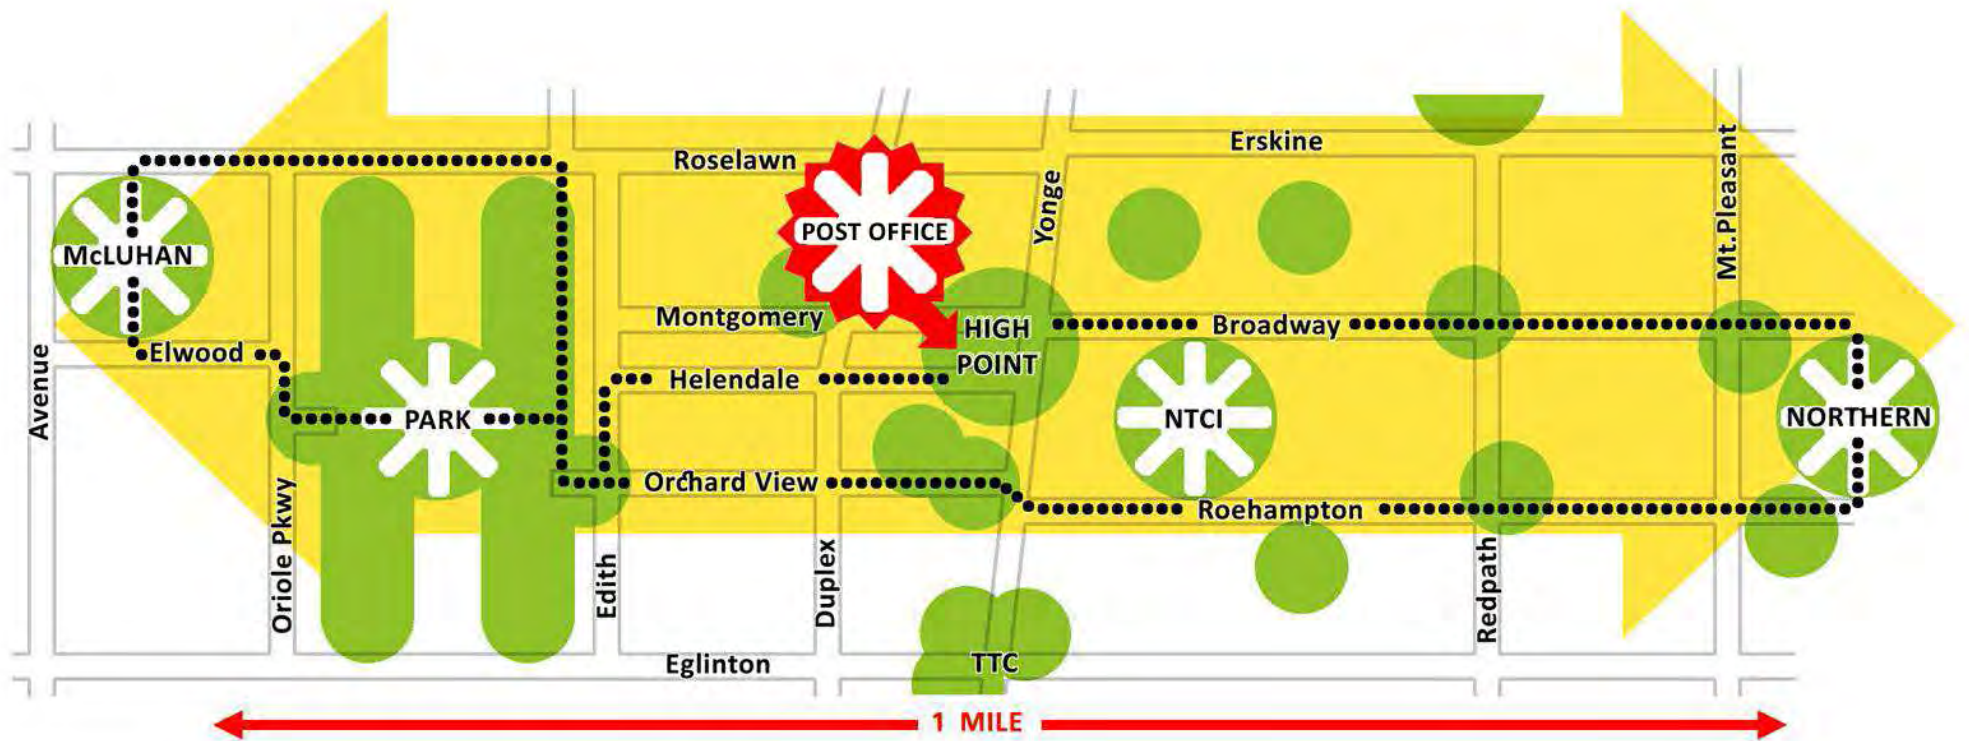 Erskine
Roselawn
POST OFFICE
McLUHAN
Yonge
Mt.Pleasant
Montgomery
HIGH
POINT
Broadway
Elwood
Helendale
Avenue
PARK
NTCI
NORTHERN
Orchard View
Roehampton
Oriole Pkwy
Edith
Duplex
Redpath
Eglinton
TTC
1 MILE